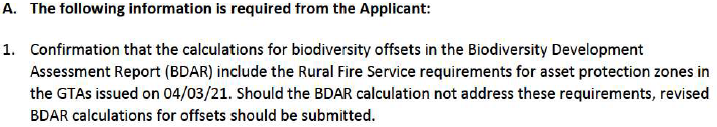 A. The following information is required from the Applicant:
1. Confirmation that the calculations for biodiversity offsets in the Biodiversity Development
Assessment Report (BDAR) include the Rural Fire Service requirements for asset protection zones in
the GTAs issued on 04/03/21. Should the BDAR calculation not address these requirements, revised
BDAR calculations for offsets should be submitted.